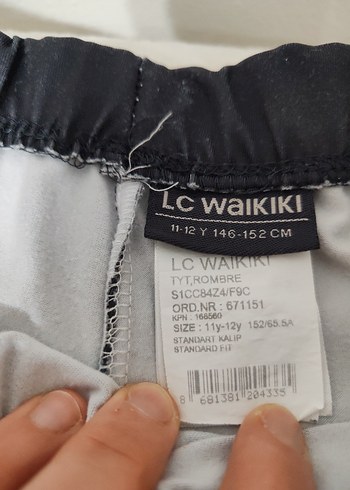 LC WAIKIKI
11-12 Y 146-152 CM
LC WAIKIKI
TYT,ROMBRE
S1CC84Z4/F9C
ORD.NR : 671151
KPN : 168560
SIZE : 11y-12y 152/65.5A
STANDART KALIP
STANDARD FIT
8 681381 204335